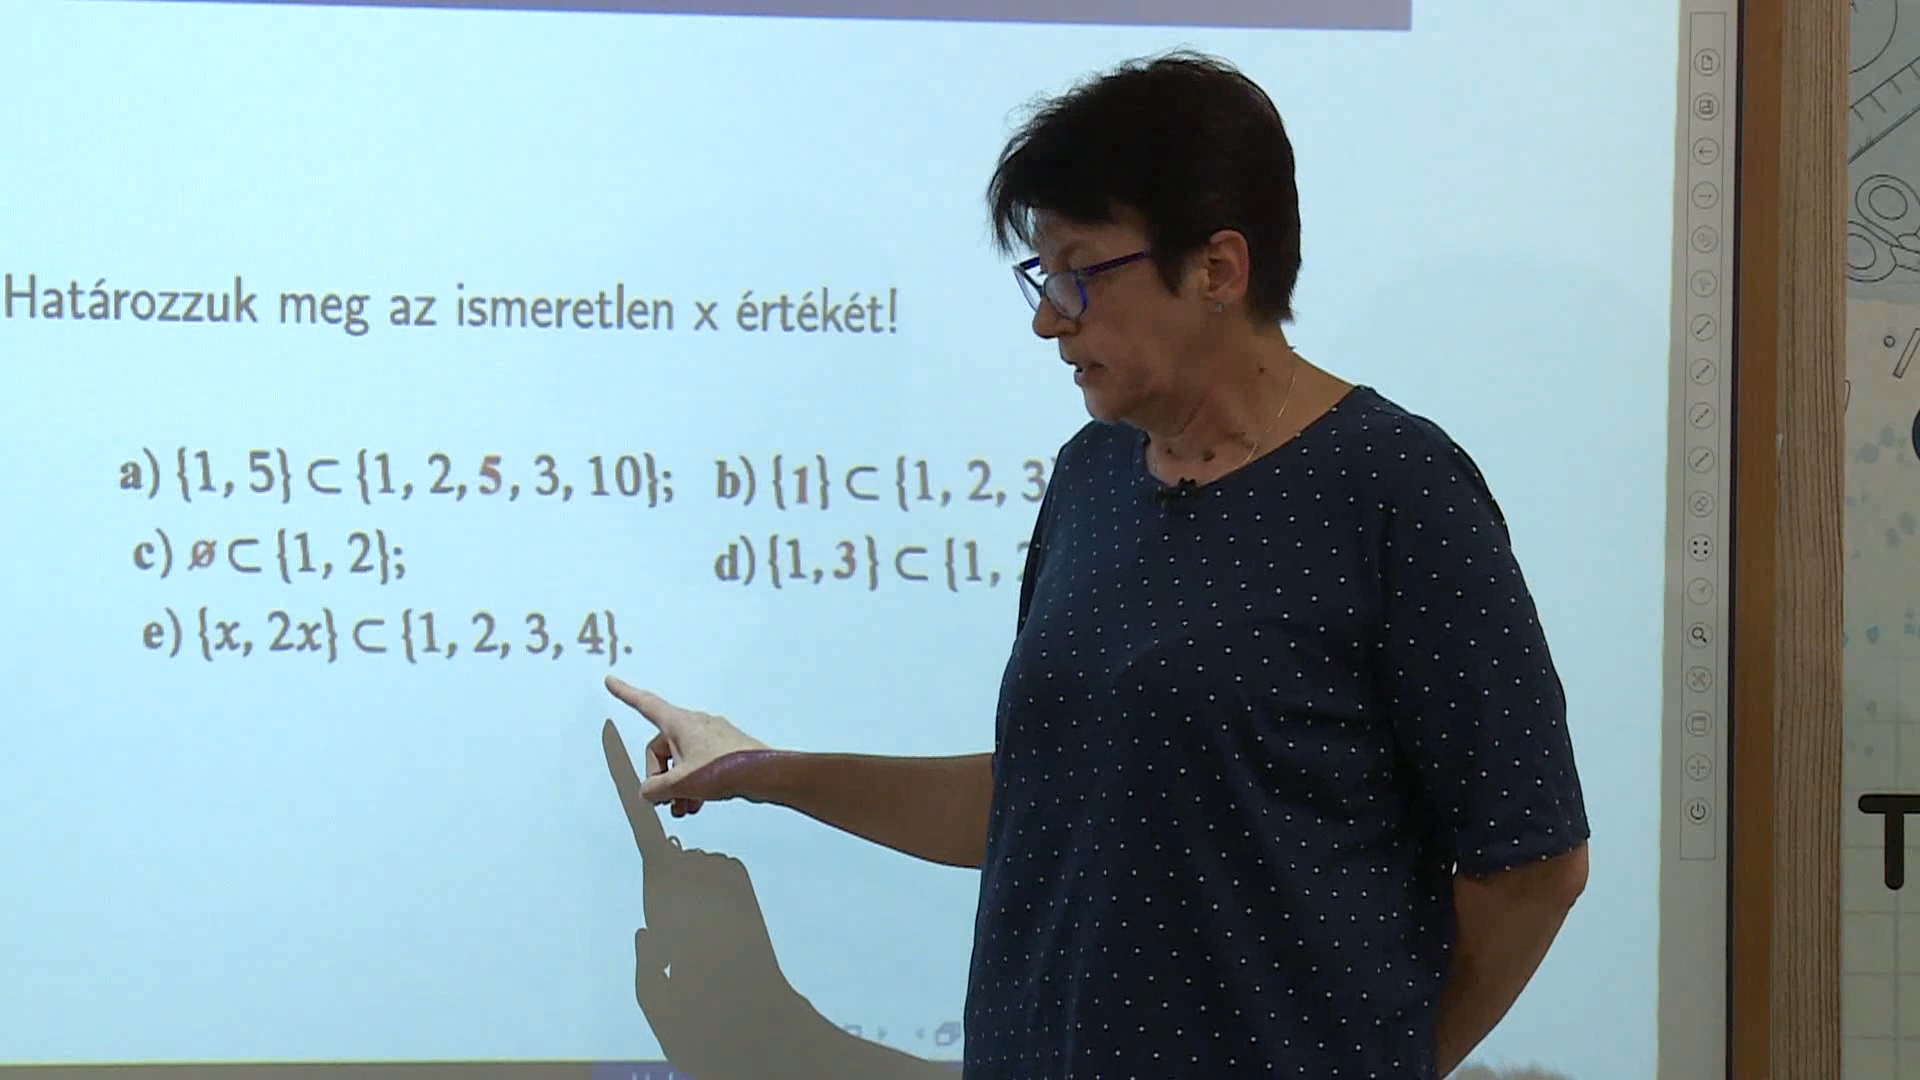 Határozzuk meg az ismeretlen x értékét!
a) {1, 5} ⊂ {1, 2, 5, 3, 10}; b) {1} ⊂ {1, 2, 3
c) ø ⊂ {1, 2}; d) {1, 3} ⊂ {1,
e) {x, 2x} ⊂ {1, 2, 3, 4}.
T